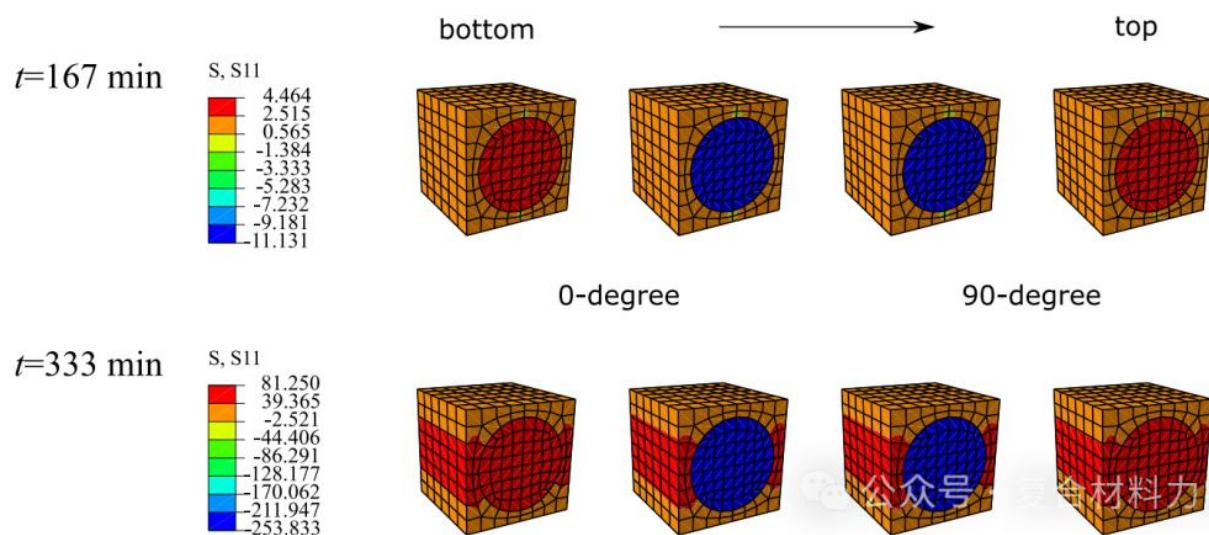 bottom
top
t=167 min
S, S11
4.464
2.515
0.565
-1.384
-3.333
-5.283
-7.232
-9.181
-11.131
0-degree
90-degree
t=333 min
S, S11
81.250
39.365
-2.521
-44.406
-86.291
-128.177
-170.062
-211.947
-253.833
公众号 · 复合材料力